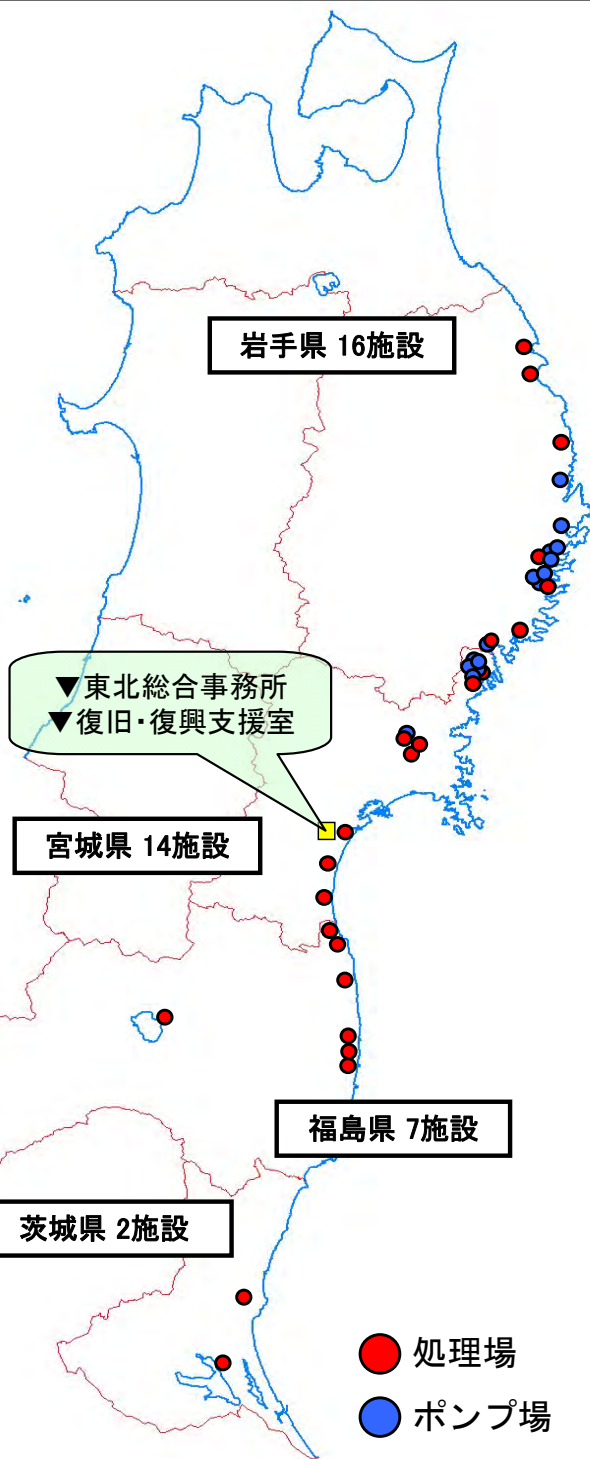 岩手県 16施設
▼東北総合事務所
▼復旧・復興支援室
宮城県 14施設
福島県 7施設
茨城県 2施設
処理場
ポンプ場